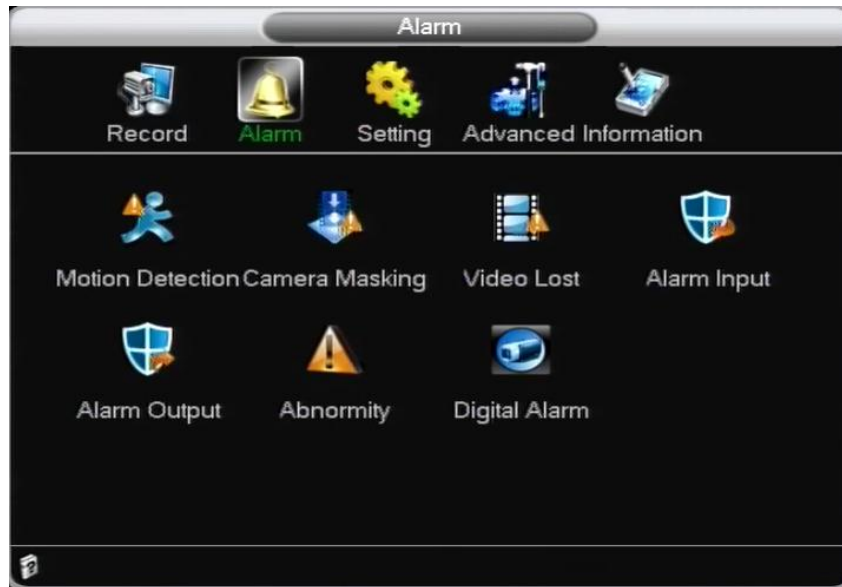 Alarm
Record Alarm Setting Advanced Information
Motion Detection Camera Masking Video Lost Alarm Input
Alarm Output Abnormity Digital Alarm
?